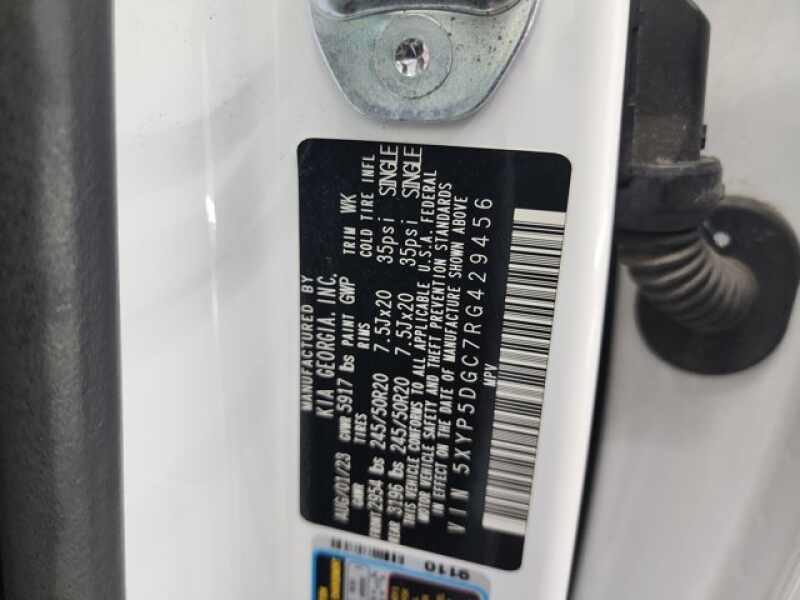 MANUFACTURED BY
KIA GEORGIA, INC.
AUG/01/23 GVWR 5917 lbs PAINT GWP TRIM WK
GAWR TIRES RIMS COLD TIRE INFL
FRONT 2954 lbs 245/50R20 7.5Jx20 35psi SINGLE
REAR 3196 lbs 245/50R20 7.5Jx20 35psi SINGLE
THIS VEHICLE CONFORMS TO ALL APPLICABLE U.S.A. FEDERAL
MOTOR VEHICLE SAFETY AND THEFT PREVENTION STANDARDS
IN EFFECT ON THE DATE OF MANUFACTURE SHOWN ABOVE
VIN 5XYP5DGC7RG429456
MPV
9110